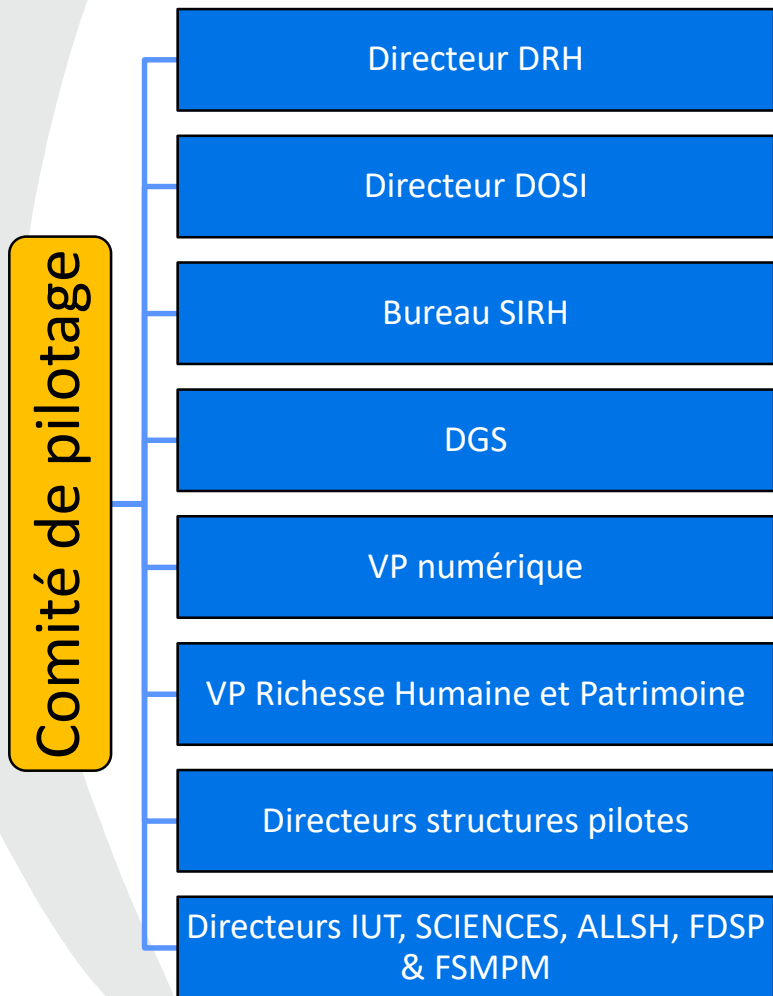 Comité de pilotage
Directeur DRH
Directeur DOSI
Bureau SIRH
DGS
VP numérique
VP Richesse Humaine et Patrimoine
Directeurs structures pilotes
Directeurs IUT, SCIENCES, ALLSH, FDSP
& FSMPM